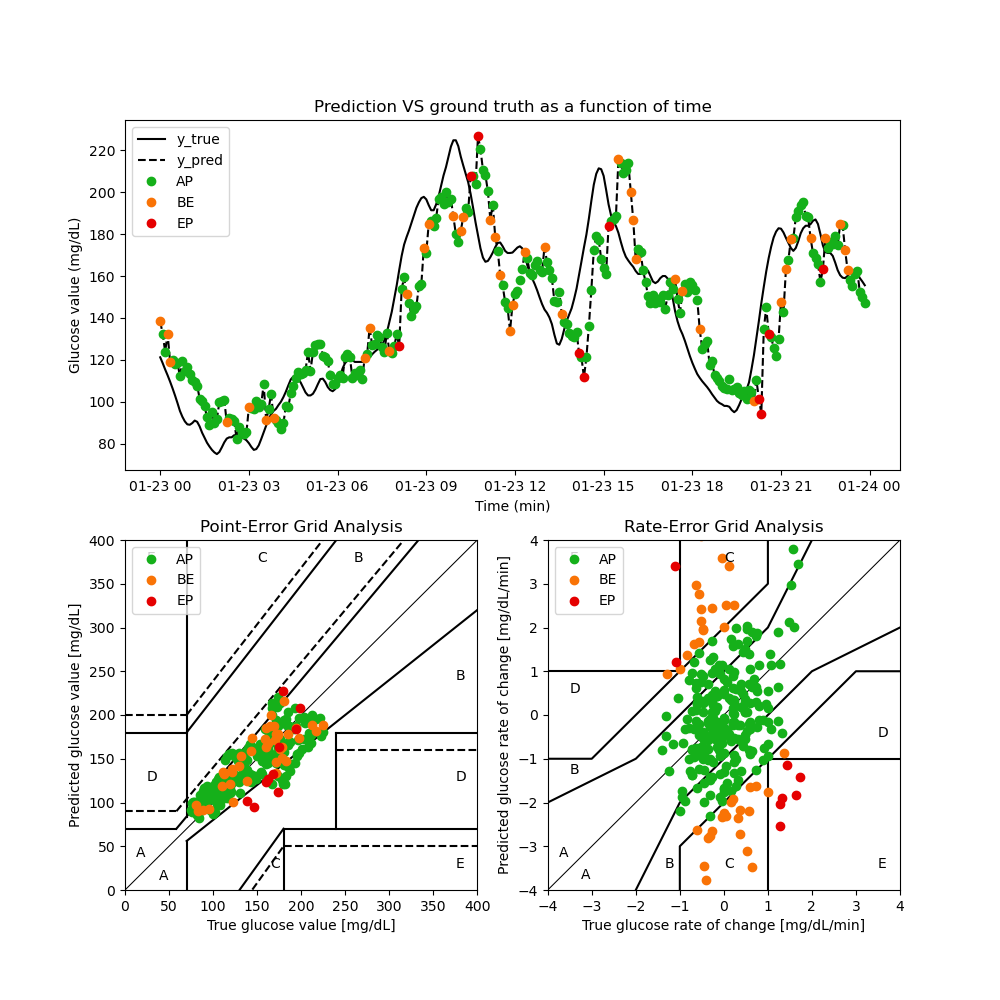 Prediction VS ground truth as a function of time
Glucose value (mg/dL)
220
200
180
160
140
120
100
80
y_true
y_pred
AP
BE
EP
01-23 00 01-23 03 01-23 06 01-23 09 01-23 12 01-23 15 01-23 18 01-23 21 01-24 00
Time (min)
Point-Error Grid Analysis
Predicted glucose value [mg/dL]
400
350
300
250
200
150
100
50
0
AP
BE
EP
C
B
B
D
D
A
A
C
E
0 50 100 150 200 250 300 350 400
True glucose value [mg/dL]
Rate-Error Grid Analysis
Predicted glucose rate of change [mg/dL/min]
4
3
2
1
0
−1
−2
−3
−4
AP
BE
EP
C
D
D
B
A
A
B
C
E
−4 −3 −2 −1 0 1 2 3 4
True glucose rate of change [mg/dL/min]